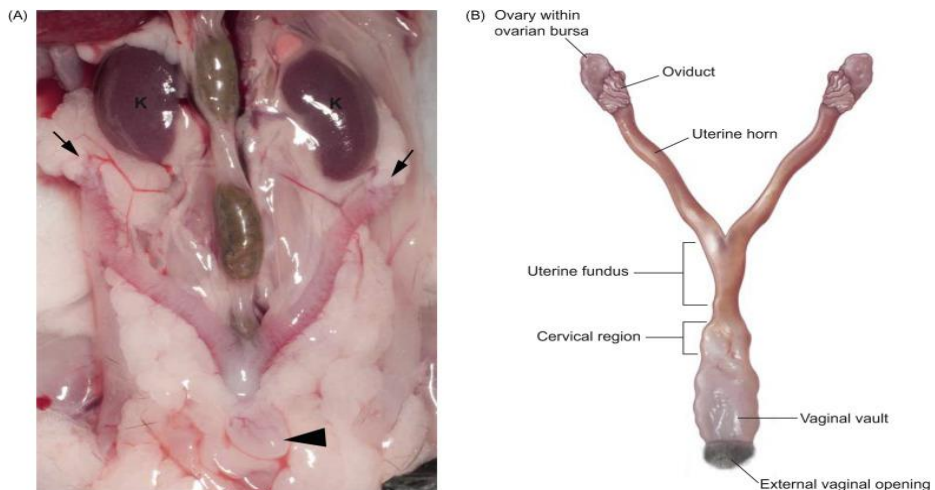 (A)
K
K
(B)
Ovary within
ovarian bursa
Oviduct
Uterine horn
Uterine fundus
Cervical region
Vaginal vault
External vaginal opening